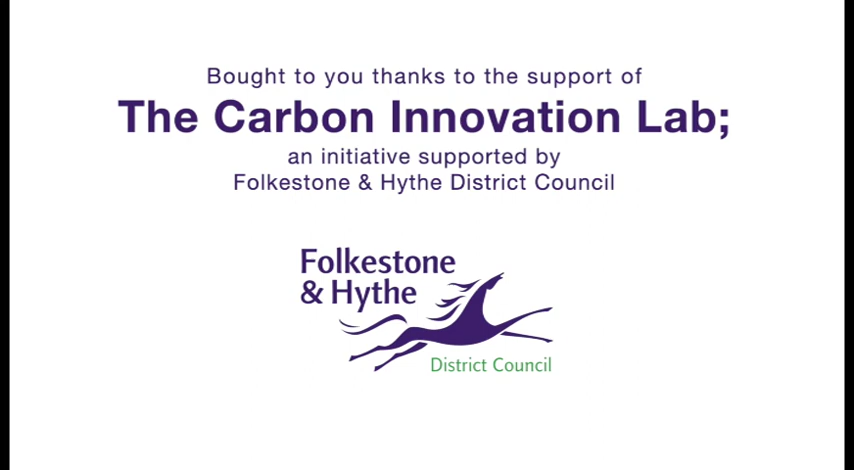 Bought to you thanks to the support of
The Carbon Innovation Lab;
an initiative supported by
Folkestone & Hythe District Council
Folkestone
& Hythe
District Council